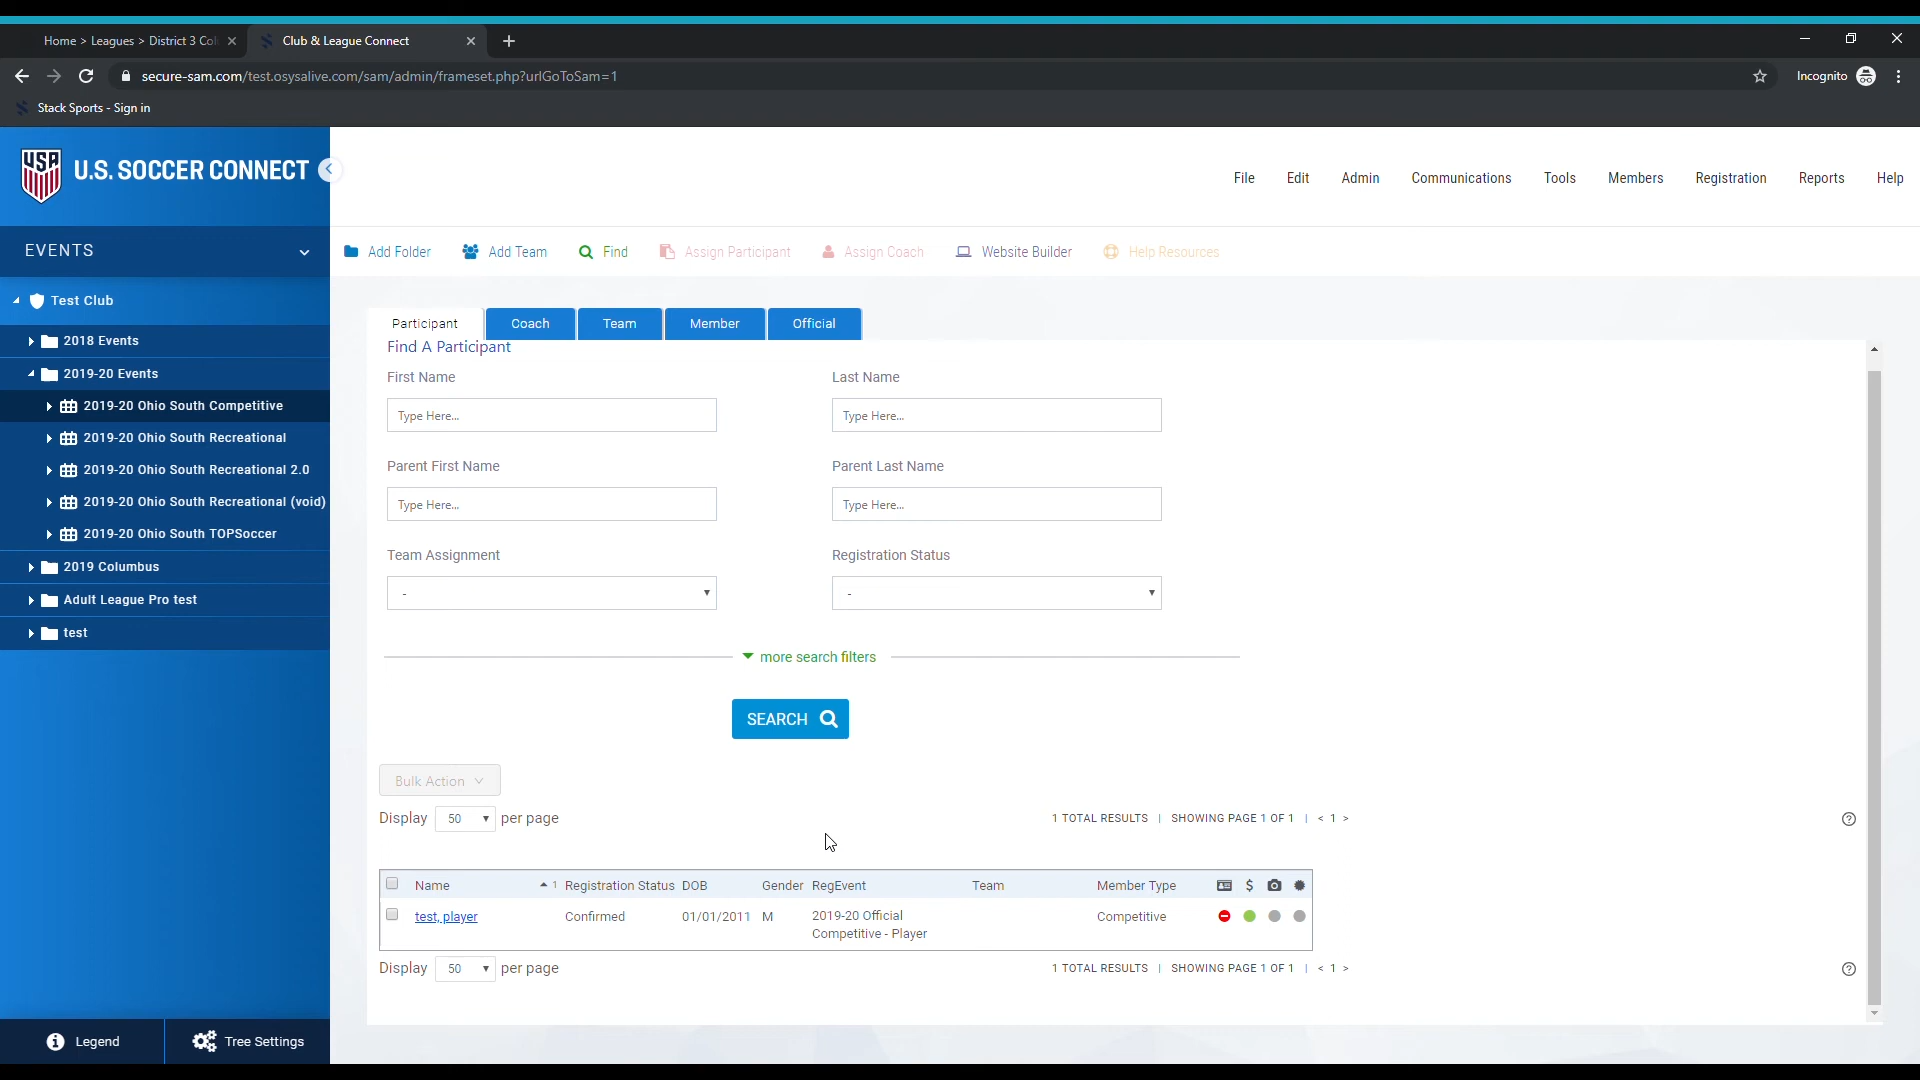 Home > Leagues > District 3 Col
Club & League Connect
secure-sam.com/test.osysalive.com/sam/admin/frameset.php?urlGoToSam=1
Incognito
Stack Sports - Sign in
USA
U.S. SOCCER CONNECT
File Edit Admin Communications Tools Members Registration Reports Help
EVENTS
Add Folder Add Team Find Assign Participant Assign Coach Website Builder Help Resources
Test Club
2018 Events
2019-20 Events
2019-20 Ohio South Competitive
2019-20 Ohio South Recreational
2019-20 Ohio South Recreational 2.0
2019-20 Ohio South Recreational (void)
2019-20 Ohio South TOPSoccer
2019 Columbus
Adult League Pro test
test
Legend
Tree Settings
Participant Coach Team Member Official
Find A Participant
First Name Last Name
Type Here... Type Here...
Parent First Name Parent Last Name
Type Here... Type Here...
Team Assignment Registration Status
- -
more search filters
SEARCH
Bulk Action
Display 50 per page 1 TOTAL RESULTS | SHOWING PAGE 1 OF 1 | < 1 >
Name 1 Registration Status DOB Gender RegEvent Team Member Type $
test, player Confirmed 01/01/2011 M 2019-20 Official Competitive
Competitive - Player
Display 50 per page 1 TOTAL RESULTS | SHOWING PAGE 1 OF 1 | < 1 >